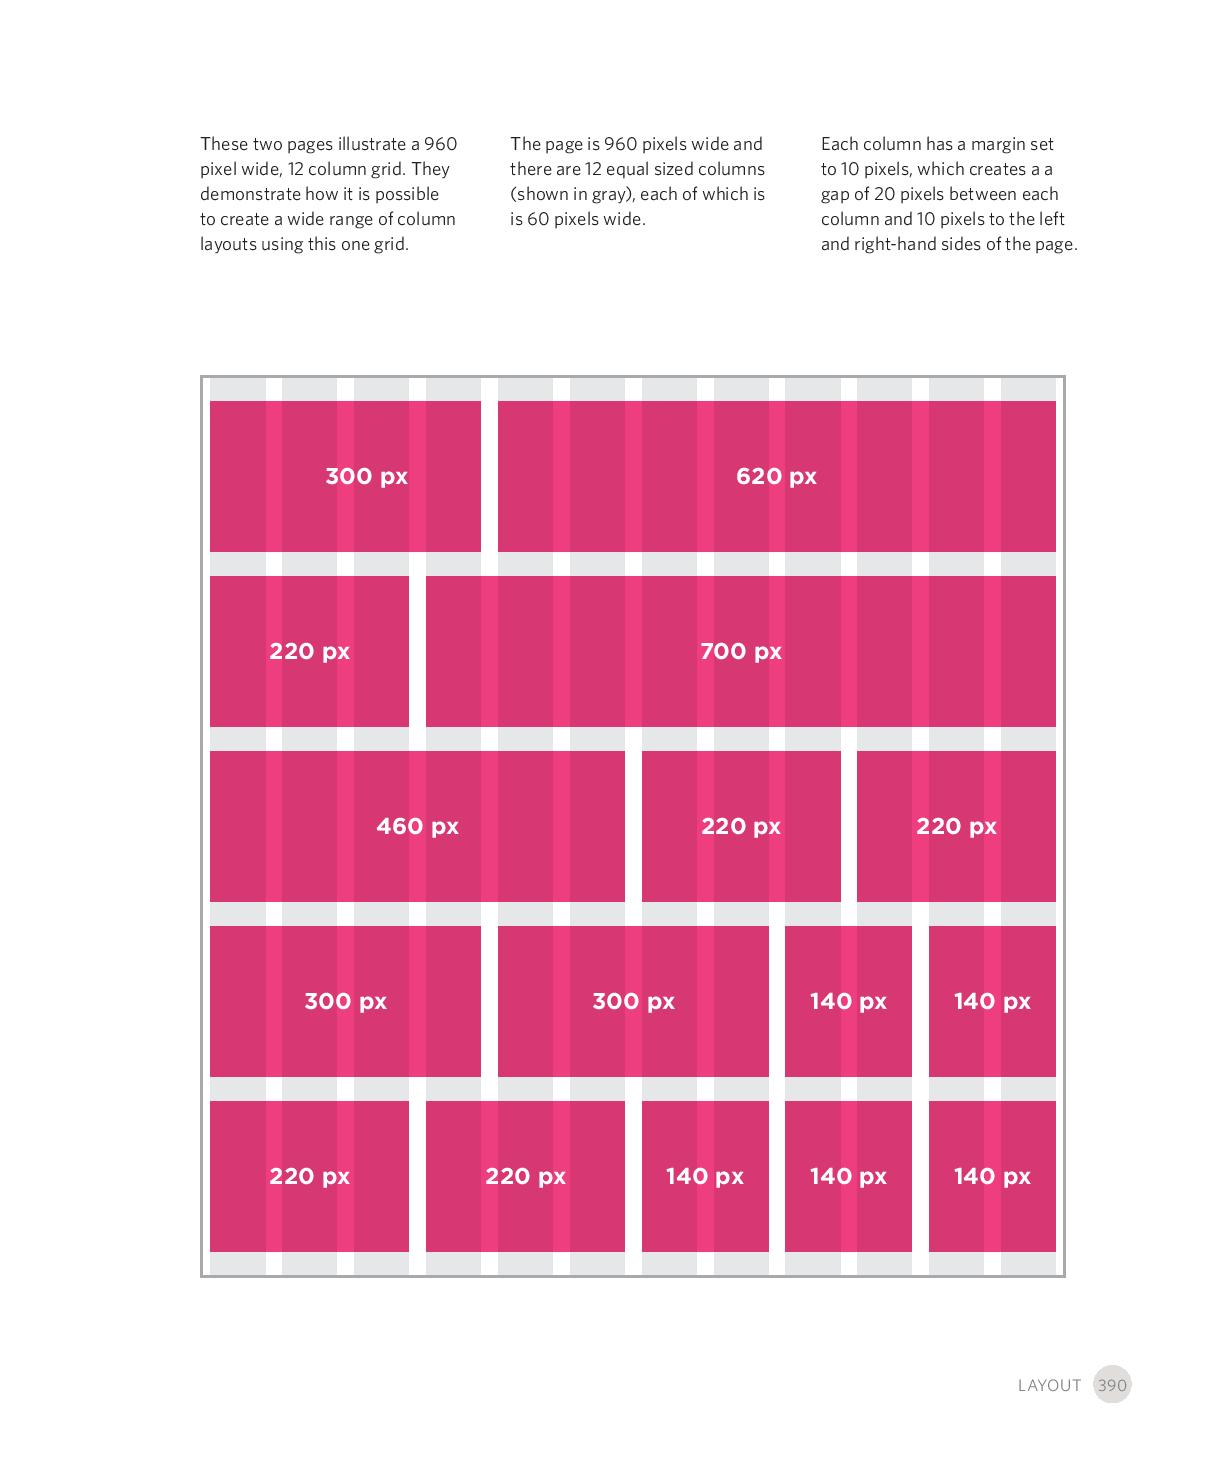 These two pages illustrate a 960
pixel wide, 12 column grid. They
demonstrate how it is possible
to create a wide range of column
layouts using this one grid.
The page is 960 pixels wide and
there are 12 equal sized columns
(shown in gray), each of which is
is 60 pixels wide.
Each column has a margin set
to 10 pixels, which creates a a
gap of 20 pixels between each
column and 10 pixels to the left
and right-hand sides of the page.
300 px
620 px
220 px
700 px
460 px
220 px
220 px
300 px
300 px
140 px
140 px
220 px
220 px
140 px
140 px
140 px
LAYOUT 390